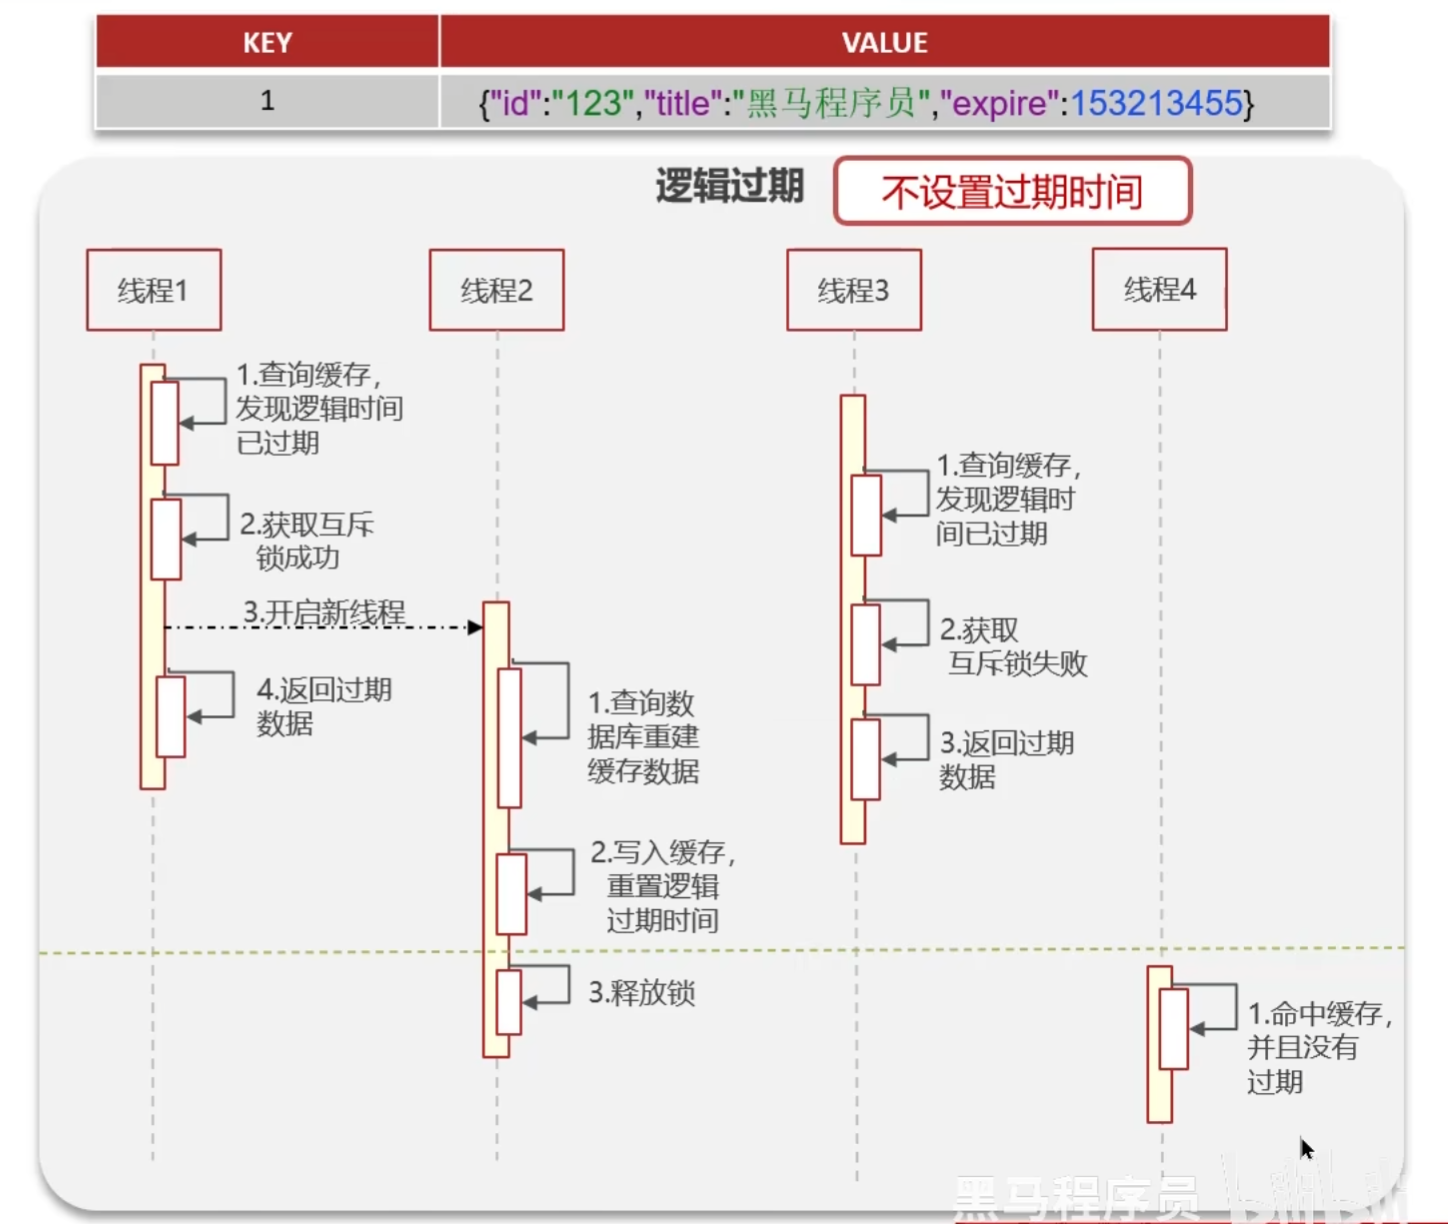 KEY VALUE
1 {"id":"123","title":"黑马程序员","expire":153213455}
逻辑过期 不设置过期时间
线程1 线程2 线程3 线程4
1.查询缓存，
发现逻辑时间
已过期
2.获取互斥
锁成功
3.开启新线程
4.返回过期
数据
1.查询数
据库重建
缓存数据
2.写入缓存，
重置逻辑
过期时间
3.释放锁
1.查询缓存，
发现逻辑时
间已过期
2.获取
互斥锁失败
3.返回过期
数据
1.命中缓存，
并且没有
过期
黑马程序员 bilibili